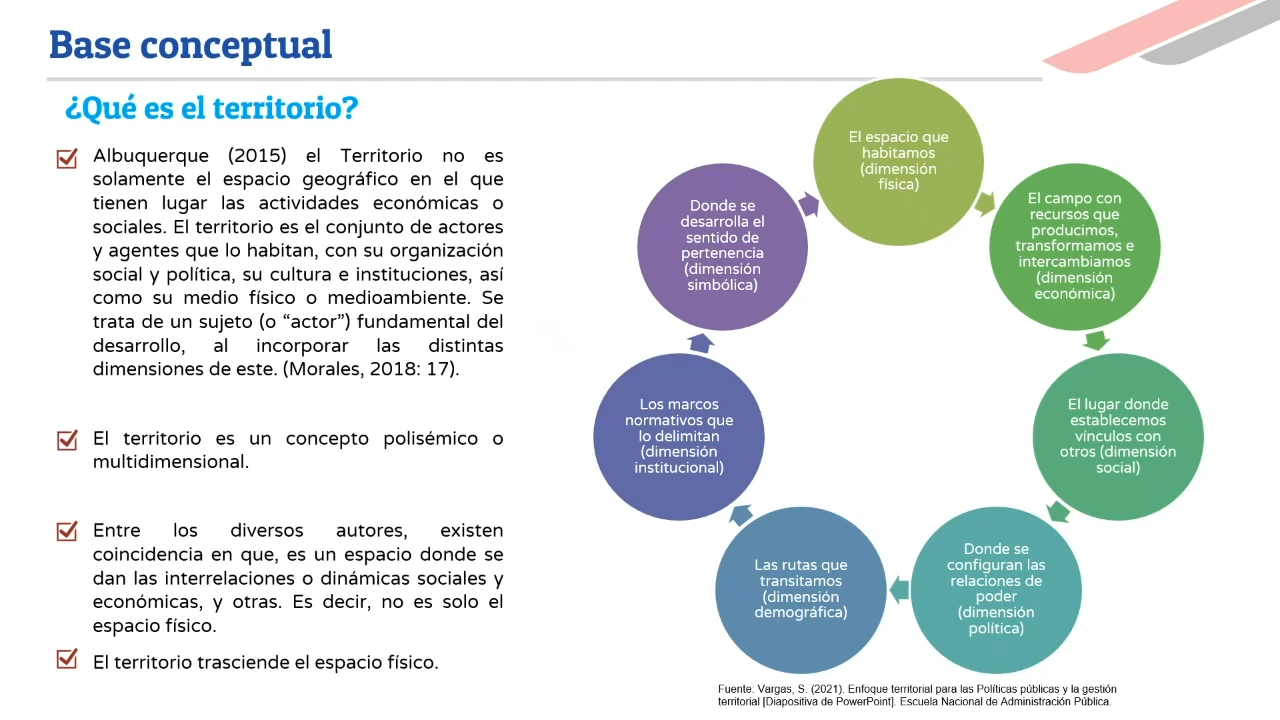 Base conceptual
¿Qué es el territorio?
Albuquerque (2015) el Territorio no es
solamente el espacio geográfico en el que
tienen lugar las actividades económicas o
sociales. El territorio es el conjunto de actores
y agentes que lo habitan, con su organización
social y política, su cultura e instituciones, así
como su medio físico o medioambiente. Se
trata de un sujeto (o “actor”) fundamental del
desarrollo, al incorporar las distintas
dimensiones de este. (Morales, 2018: 17).
El territorio es un concepto polisémico o
multidimensional.
Entre los diversos autores, existen
coincidencia en que, es un espacio donde se
dan las interrelaciones o dinámicas sociales y
económicas, y otras. Es decir, no es solo el
espacio físico.
El territorio trasciende el espacio físico.
El espacio que
habitamos
(dimensión
física)
El campo con
recursos que
producimos,
transformamos e
intercambiamos
(dimensión
económica)
El lugar donde
establecemos
vínculos con
otros (dimensión
social)
Donde se
configuran las
relaciones de
poder
(dimensión
política)
Las rutas que
transitamos
(dimensión
demográfica)
Los marcos
normativos que
lo delimitan
(dimensión
institucional)
Donde se
desarrolla el
sentido de
pertenencia
(dimensión
simbólica)
Fuente: Vargas, S. (2021). Enfoque territorial para las Políticas públicas y la gestión
territorial [Diapositiva de PowerPoint]. Escuela Nacional de Administración Pública.